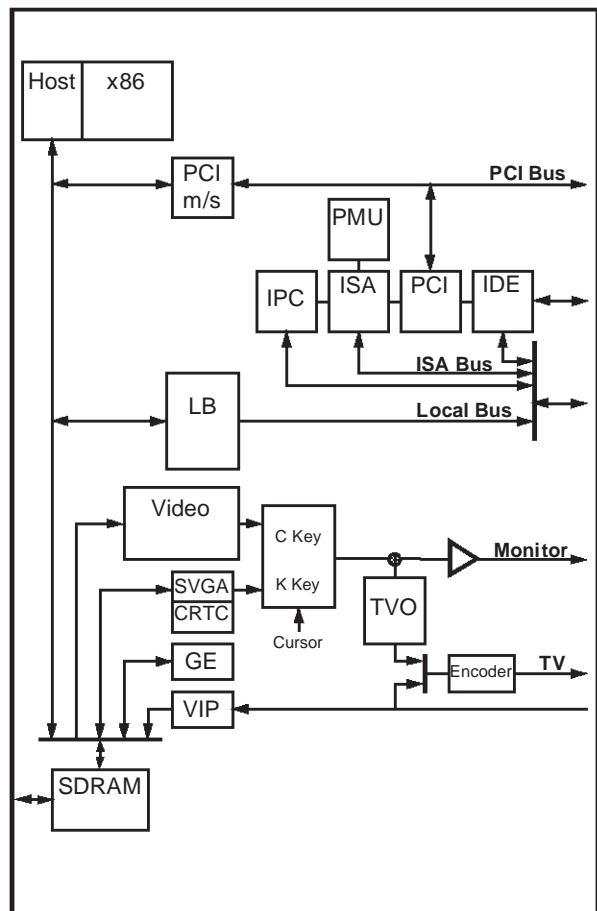 Host x86
PCI
m/s
PCI Bus
PMU
IPC ISA PCI IDE
ISA Bus
LB
Local Bus
Video
C Key
K Key
Monitor
SVGA
CRTC
Cursor
TVO
GE
Encoder
TV
VIP
SDRAM